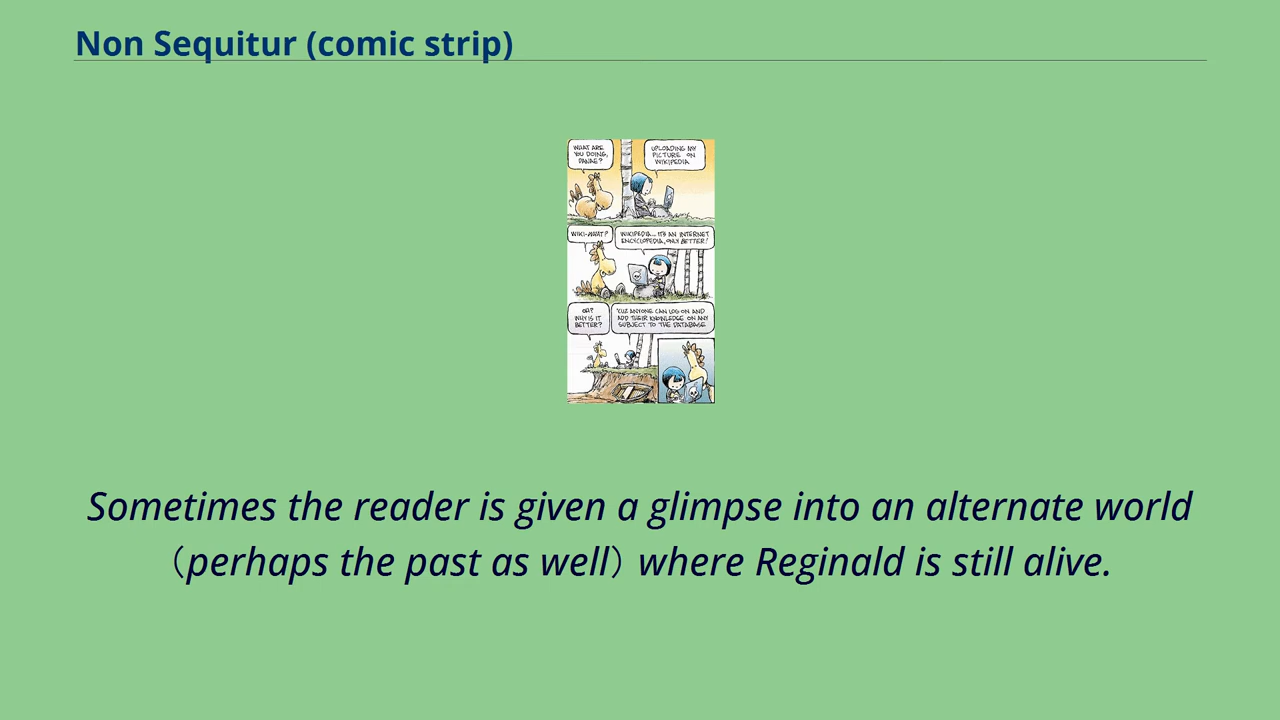 Non Sequitur (comic strip)
WHAT ARE
YOU DOING,
DANAE?
UPLOADING MY
PICTURE ON
WIKIPEDIA
WIKI-WHAT?
WIKIPEDIA... IT'S AN INTERNET
ENCYCLOPEDIA, ONLY BETTER!
OH?
WHY IS IT
BETTER?
'CUZ ANYONE CAN LOG ON AND
ADD THEIR KNOWLEDGE ON ANY
SUBJECT TO THE DATABASE
Sometimes the reader is given a glimpse into an alternate world
（perhaps the past as well）where Reginald is still alive.